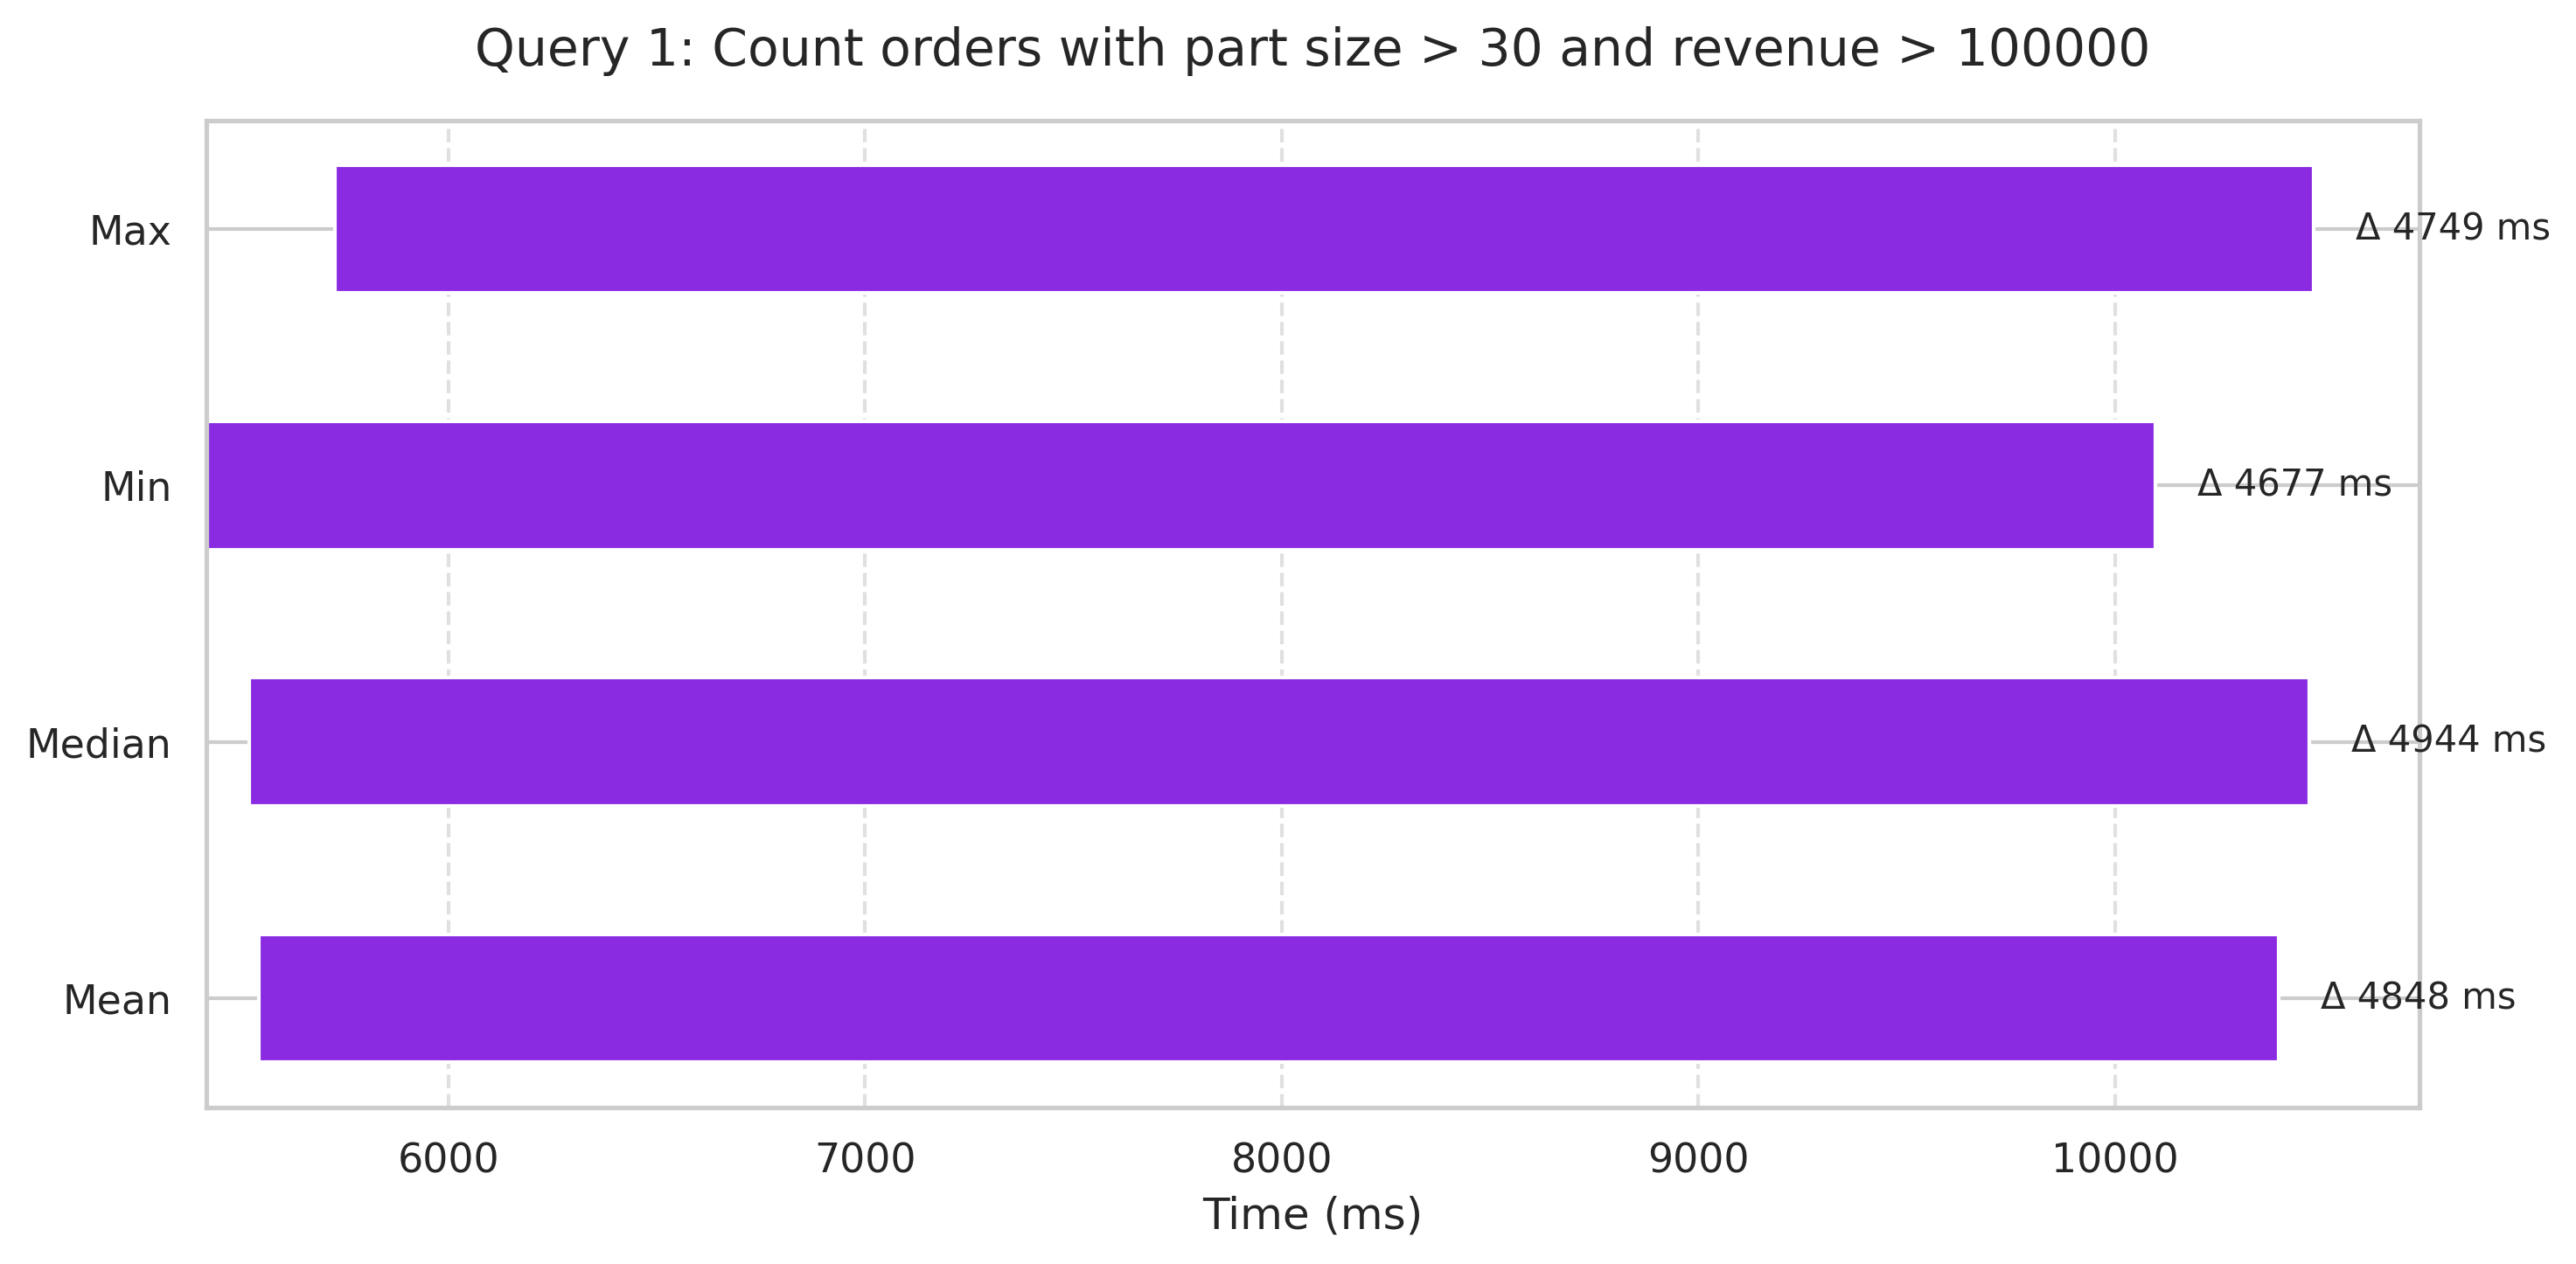 Query 1: Count orders with part size > 30 and revenue > 100000
Max
Δ 4749 ms
Min
Δ 4677 ms
Median
Δ 4944 ms
Mean
Δ 4848 ms
6000 7000 8000 9000 10000
Time (ms)